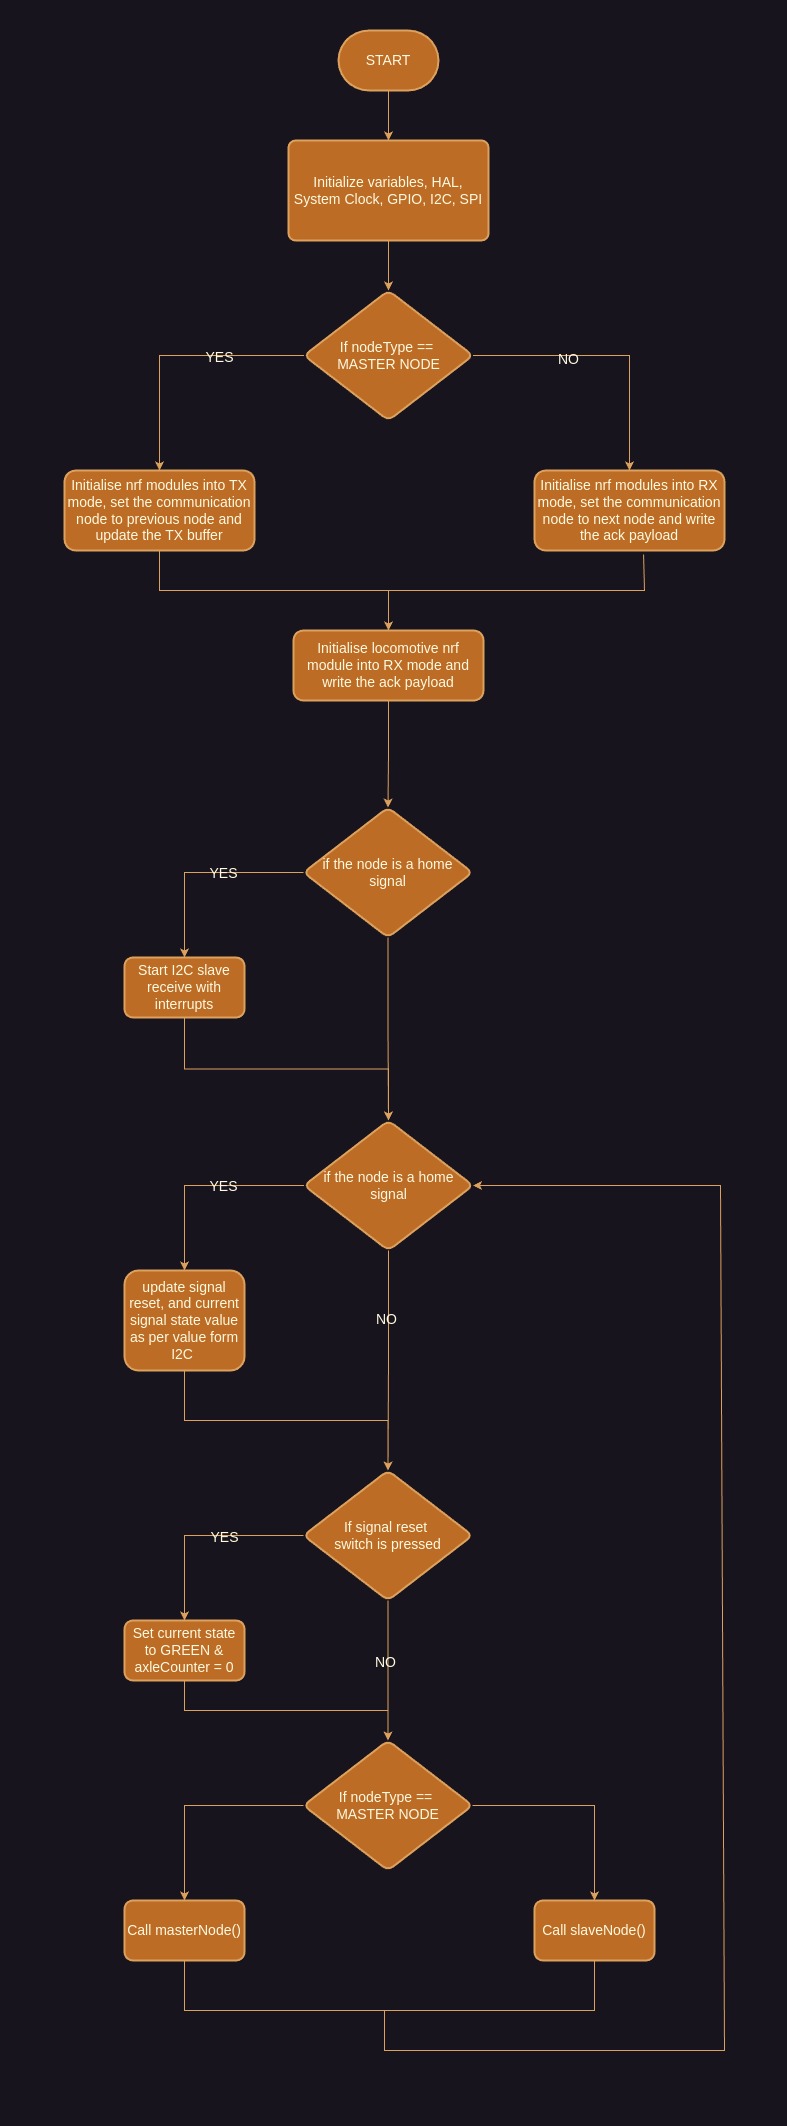 START
Initialize variables, HAL,
System Clock, GPIO, I2C, SPI
If nodeType ==
MASTER NODE
YES
NO
Initialise nrf modules into TX
mode, set the communication
node to previous node and
update the TX buffer
Initialise nrf modules into RX
mode, set the communication
node to next node and write
the ack payload
Initialise locomotive nrf
module into RX mode and
write the ack payload
if the node is a home
signal
YES
Start I2C slave
receive with
interrupts
if the node is a home
signal
YES
update signal
reset, and current
signal state value
as per value form
I2C
NO
If signal reset
switch is pressed
YES
Set current state
to GREEN &
axleCounter = 0
NO
If nodeType ==
MASTER NODE
Call masterNode()
Call slaveNode()